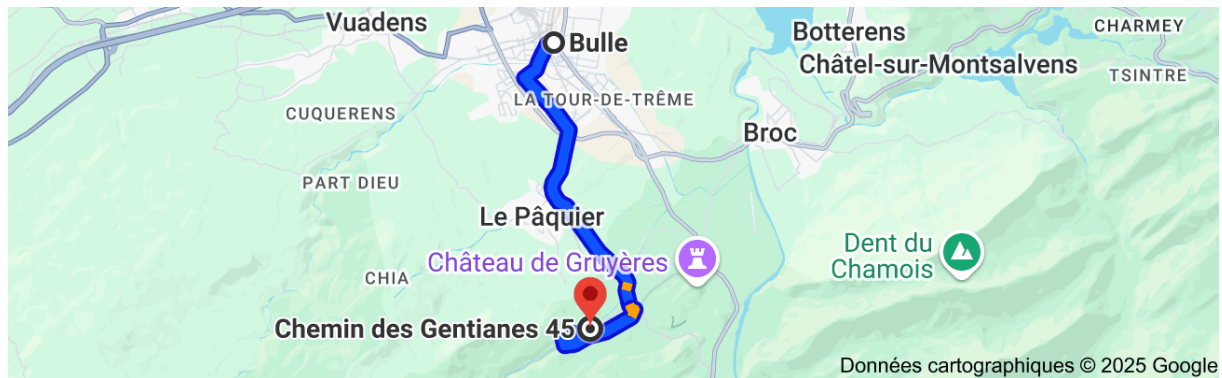 Vuadens
Bulle
Botterens
CHARMEY
Châtel-sur-Montsalvens
TSINTRE
LA TOUR-DE-TRÊME
CUQUERENS
Broc
PART DIEU
Le Pâquier
Château de Gruyères
Dent du
Chamois
CHIA
Chemin des Gentianes 45
Données cartographiques © 2025 Google